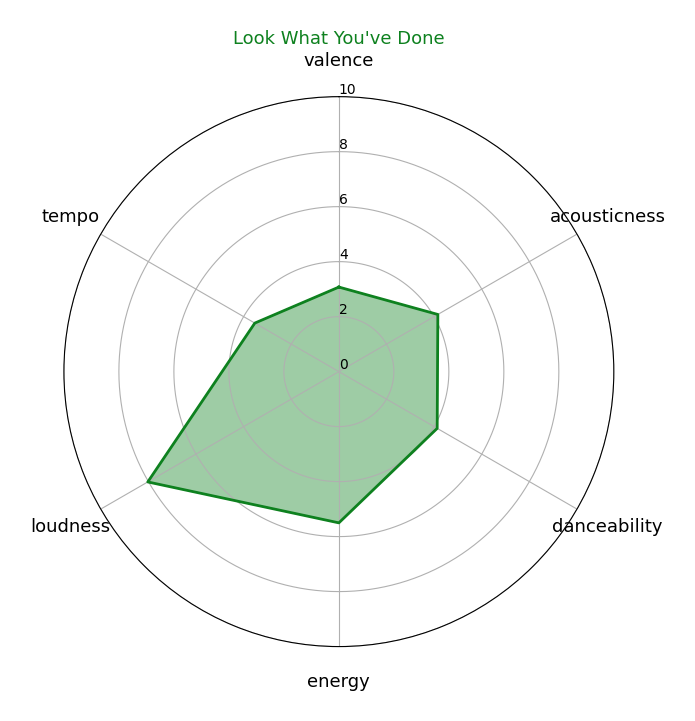 Look What You've Done
valence
10
8
tempo
acousticness
6
4
2
0
loudness
danceability
energy